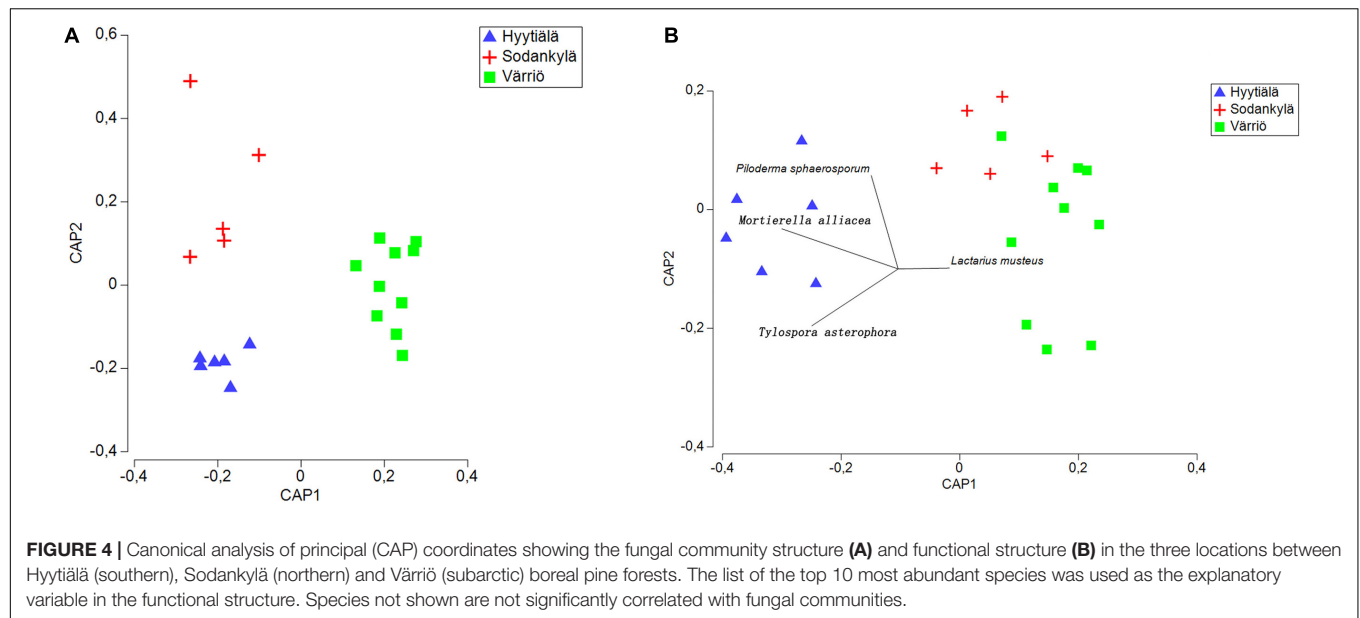 A
Hyytiälä
Sodankylä
Värriö
0,6
0,4
0,2
0
-0,2
-0,4
CAP2
-0,4
-0,2
0
0,2
0,4
CAP1
B
Hyytiälä
Sodankylä
Värriö
0,2
0
-0,2
-0,4
CAP2
Piloderma sphaerosporum
Mortierella alliacea
Lactarius musteus
Tylospora asterophora
-0,4
-0,2
0
0,2
0,4
CAP1
FIGURE 4 | Canonical analysis of principal (CAP) coordinates showing the fungal community structure (A) and functional structure (B) in the three locations between
Hyytiälä (southern), Sodankylä (northern) and Värriö (subarctic) boreal pine forests. The list of the top 10 most abundant species was used as the explanatory
variable in the functional structure. Species not shown are not significantly correlated with fungal communities.